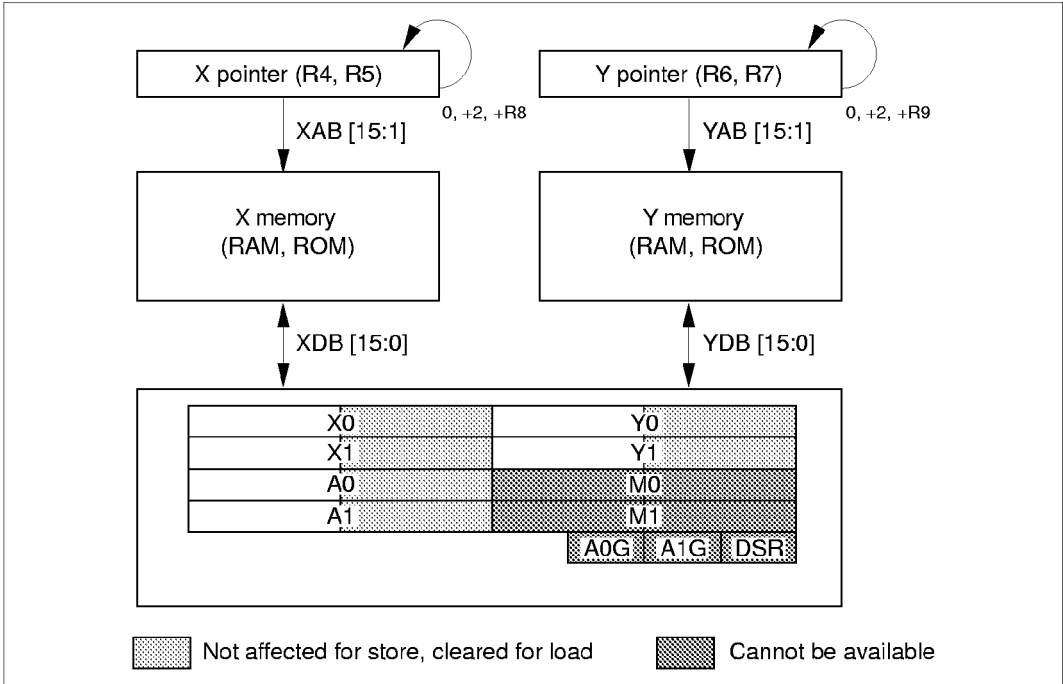 X pointer (R4, R5)
Y pointer (R6, R7)
0, +2, +R8
0, +2, +R9
XAB [15:1]
YAB [15:1]
X memory
(RAM, ROM)
Y memory
(RAM, ROM)
XDB [15:0]
YDB [15:0]
X0
Y0
X1
Y1
A0
M0
A1
M1
A0G
A1G
DSR
Not affected for store, cleared for load
Cannot be available